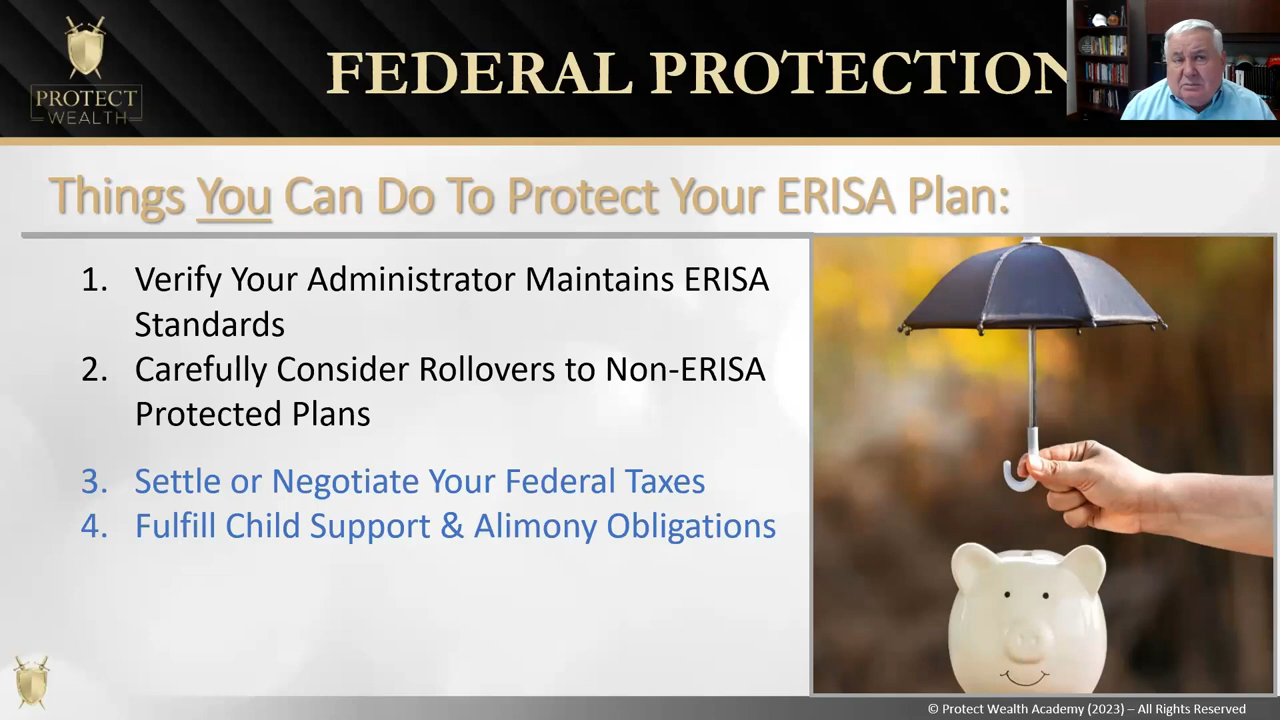 PROTECT
WEALTH
FEDERAL PROTECTION
Things You Can Do To Protect Your ERISA Plan:
1. Verify Your Administrator Maintains ERISA
Standards
2. Carefully Consider Rollovers to Non-ERISA
Protected Plans
3. Settle or Negotiate Your Federal Taxes
4. Fulfill Child Support & Alimony Obligations
© Protect Wealth Academy (2023) – All Rights Reserved